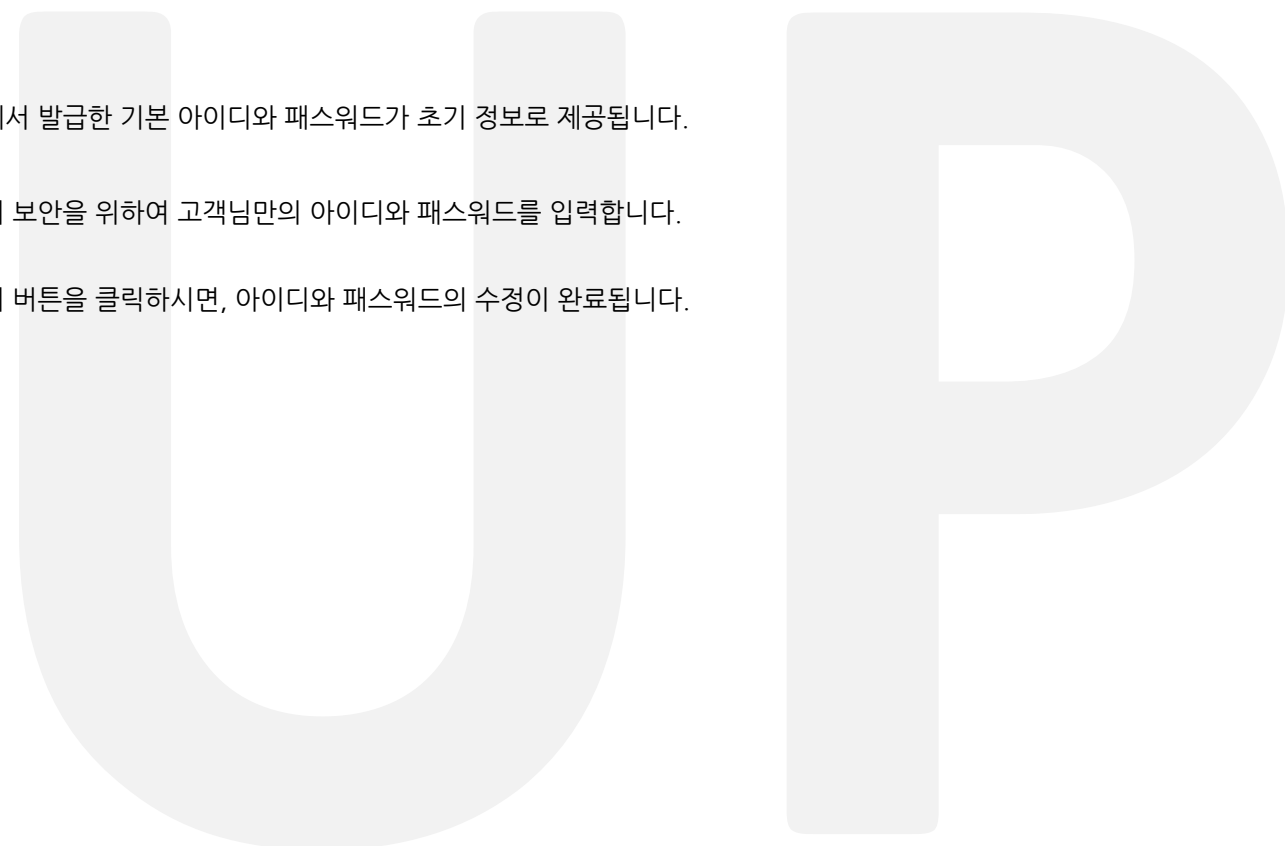 발급한 기본 아이디와 패스워드가 초기 정보로 제공됩니다.
보안을 위하여 고객님만의 아이디와 패스워드를 입력합니다.
버튼을 클릭하시면, 아이디와 패스워드의 수정이 완료됩니다.
UP